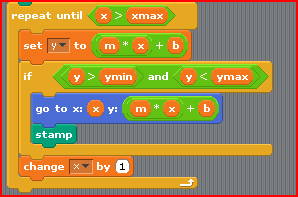 repeat until x > xmax
set y to m * x + b
if y > ymin and y < ymax
go to x: x y: m * x + b
stamp
change x by 1